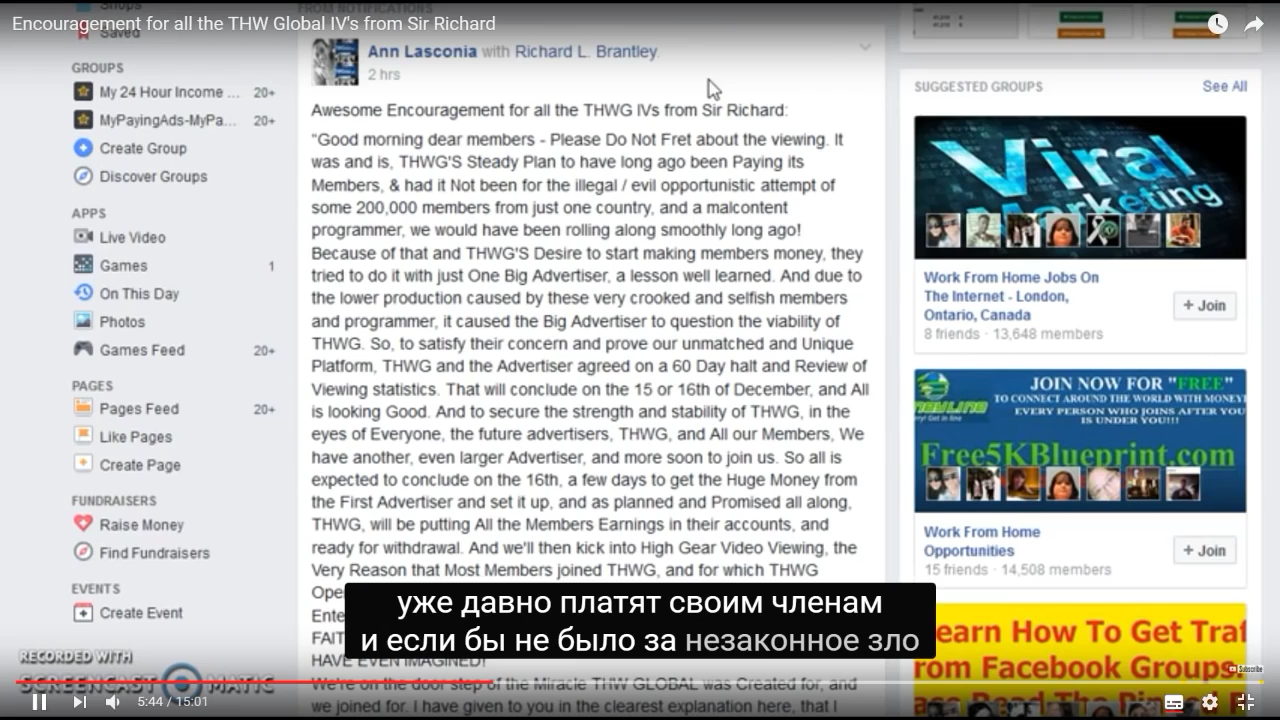 Encouragement for all the THW Global IV's from Sir Richard
Shops
Saved
GROUPS
My 24 Hour Income ... 20+
MyPayingAds-MyPa... 20+
Create Group
Discover Groups
APPS
Live Video
Games 1
On This Day
Photos
Games Feed 20+
PAGES
Pages Feed 20+
Like Pages
Create Page
FUNDRAISERS
Raise Money
Find Fundraisers
EVENTS
Create Event
FROM NOTIFICATIONS
Ann Lasconia with Richard L. Brantley.
2 hrs
Awesome Encouragement for all the THWG IVs from Sir Richard:
“Good morning dear members - Please Do Not Fret about the viewing. It
was and is, THWG'S Steady Plan to have long ago been Paying its
Members, & had it Not been for the illegal / evil opportunistic attempt of
some 200,000 members from just one country, and a malcontent
programmer, we would have been rolling along smoothly long ago!
Because of that and THWG'S Desire to start making members money, they
tried to do it with just One Big Advertiser, a lesson well learned. And due to
the lower production caused by these very crooked and selfish members
and programmer, it caused the Big Advertiser to question the viability of
THWG. So, to satisfy their concern and prove our unmatched and Unique
Platform, THWG and the Advertiser agreed on a 60 Day halt and Review of
Viewing statistics. That will conclude on the 15 or 16th of December, and All
is looking Good. And to secure the strength and stability of THWG, in the
eyes of Everyone, the future advertisers, THWG, and All our Members, We
have another, even larger Advertiser, and more soon to join us. So all is
expected to conclude on the 16th, a few days to get the Huge Money from
the First Advertiser and set it up, and as planned and Promised all along,
THWG, will be putting All the Members Earnings in their accounts, and
ready for withdrawal. And we'll then kick into High Gear Video Viewing, the
Very Reason that Most Members joined THWG, and for which THWG
Ope
Ente
FAIT
HAVE EVEN IMAGINED!
We're on the door step of the Miracle THW GLOBAL was Created for, and
we joined for. I have given to you in the clearest explanation here, that I
уже давно платят своим членам
и если бы не было за незаконное зло
SUGGESTED GROUPS See All
Viral
Marketing
Work From Home Jobs On
The Internet - London,
Ontario, Canada
8 friends · 13,648 members
+ Join
JOIN NOW FOR "FREE"
TO CONNECT AROUND THE WORLD WITH MONEY
EVERY PERSON WHO JOINS AFTER YOU
IS UNDER YOU!!!
Free5KBlueprint.com
Work From Home
Opportunities
15 friends · 14,508 members
+ Join
earn How To Get Traf
rom Facebook Groups
Subscribe
RECORDED WITH
SCREENCAST MATIC
5:44 / 15:01